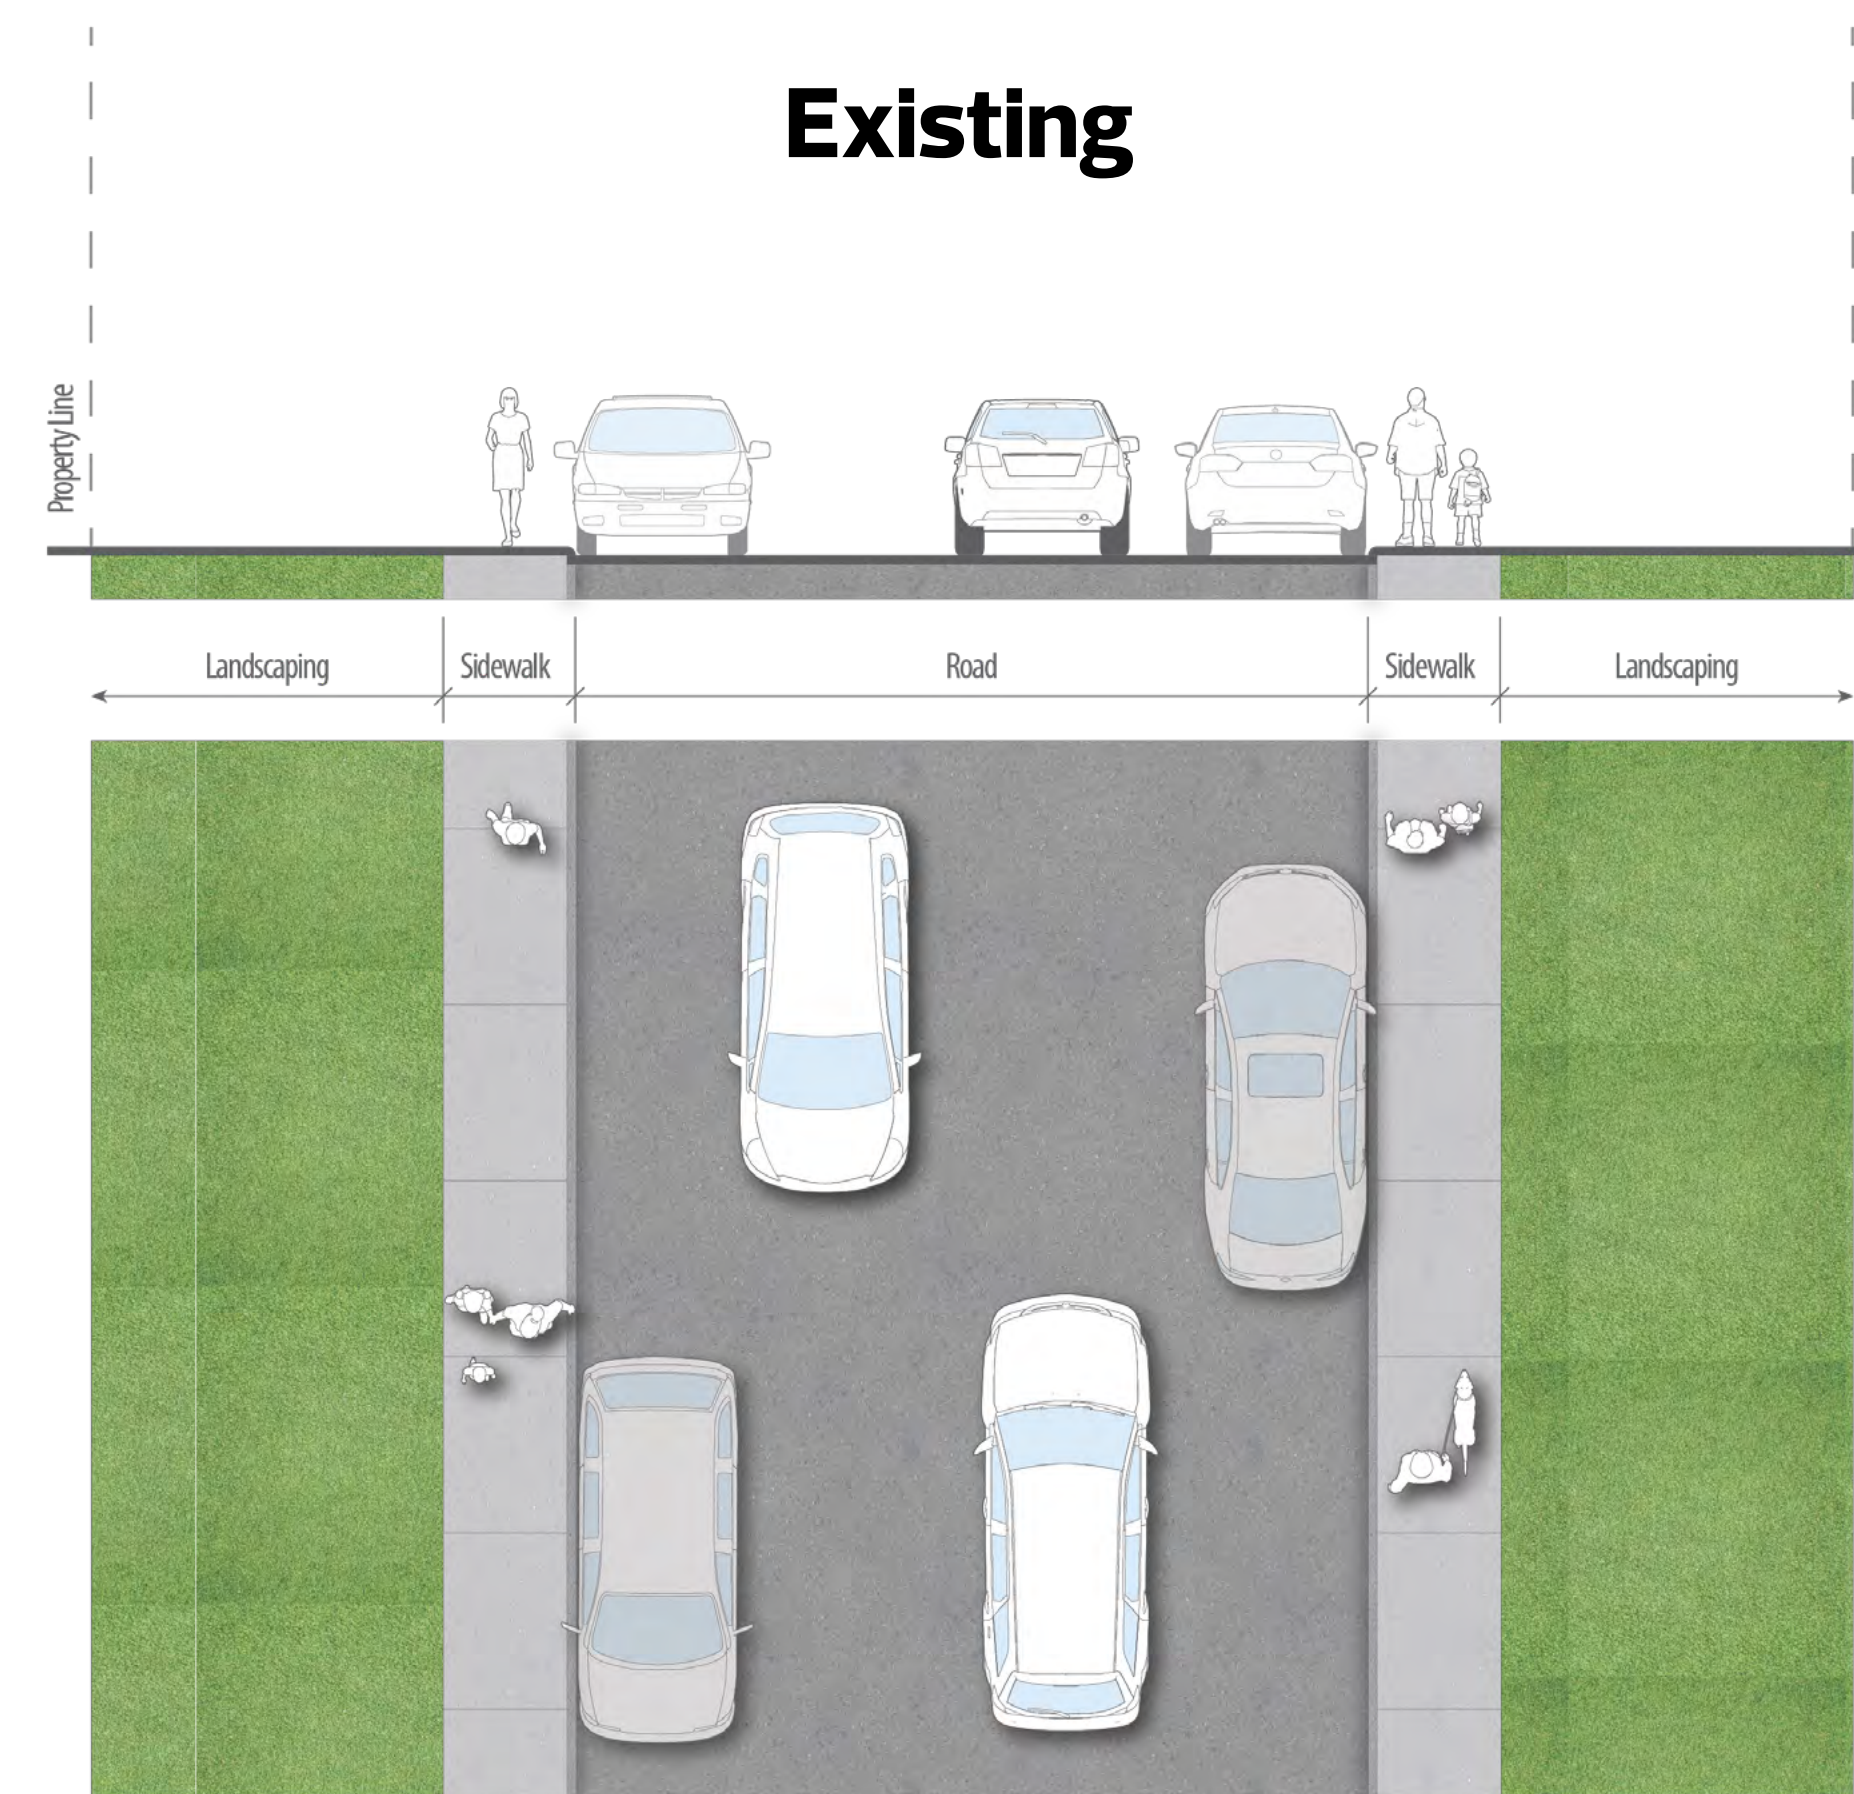 Existing
Property Line
Landscaping
Sidewalk
Road
Sidewalk
Landscaping